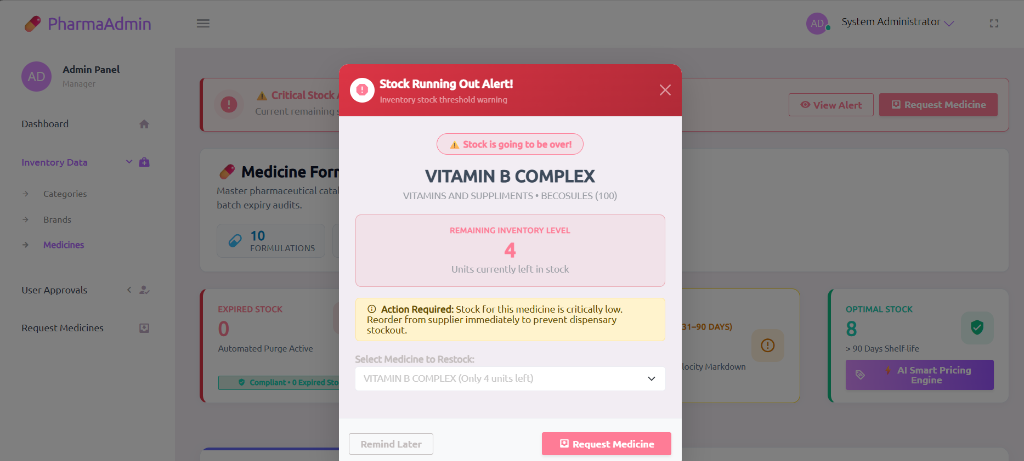 PharmaAdmin
AD
System Administrator
AD
Admin Panel
Manager
Dashboard
Inventory Data
Categories
Brands
Medicines
User Approvals
Request Medicines
Critical Stock
Current remaining
View Alert
Request Medicine
Medicine For
Master pharmaceutical
batch expiry audits.
10
FORMULATIONS
EXPIRED STOCK
0
Automated Purge Active
Compliant • 0 Expired
31–90 DAYS)
Markdown
OPTIMAL STOCK
8
> 90 Days Shelf-life
AI Smart Pricing
Engine
Stock Running Out Alert!
Inventory stock threshold warning
Stock is going to be over!
VITAMIN B COMPLEX
VITAMINS AND SUPPLIMENTS • BECOSULES (100)
REMAINING INVENTORY LEVEL
4
Units currently left in stock
Action Required: Stock for this medicine is critically low.
Reorder from supplier immediately to prevent dispensary
stockout.
Select Medicine to Restock:
VITAMIN B COMPLEX (Only 4 units left)
Remind Later
Request Medicine